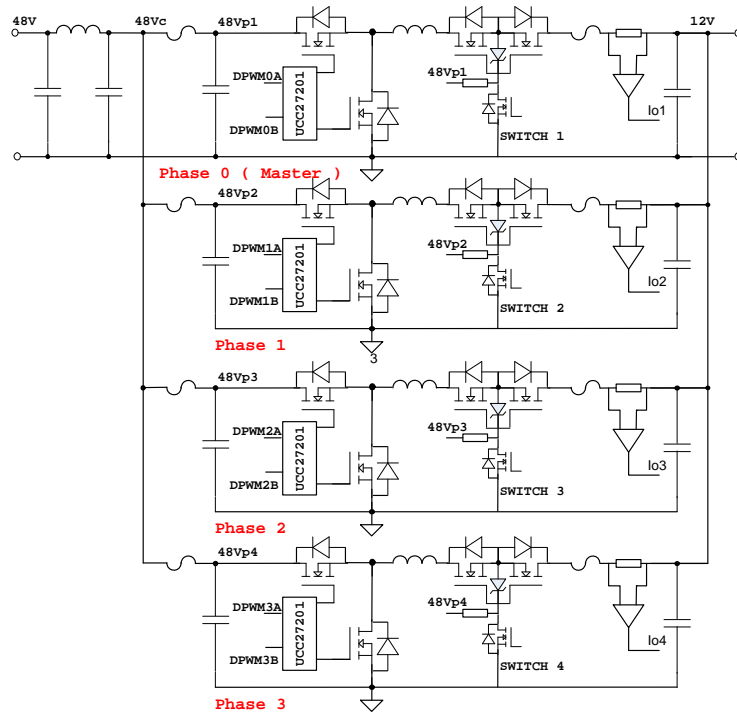 48V 48Vc 48Vp1 12V
DPWM0A
UCC27201
48Vp1
Io1
DPWM0B
SWITCH 1
Phase 0 ( Master )
48Vp2
DPWM1A
UCC27201
48Vp2
Io2
DPWM1B
SWITCH 2
Phase 1
3
48Vp3
DPWM2A
UCC27201
48Vp3
Io3
DPWM2B
SWITCH 3
Phase 2
48Vp4
DPWM3A
UCC27201
48Vp4
Io4
DPWM3B
SWITCH 4
Phase 3